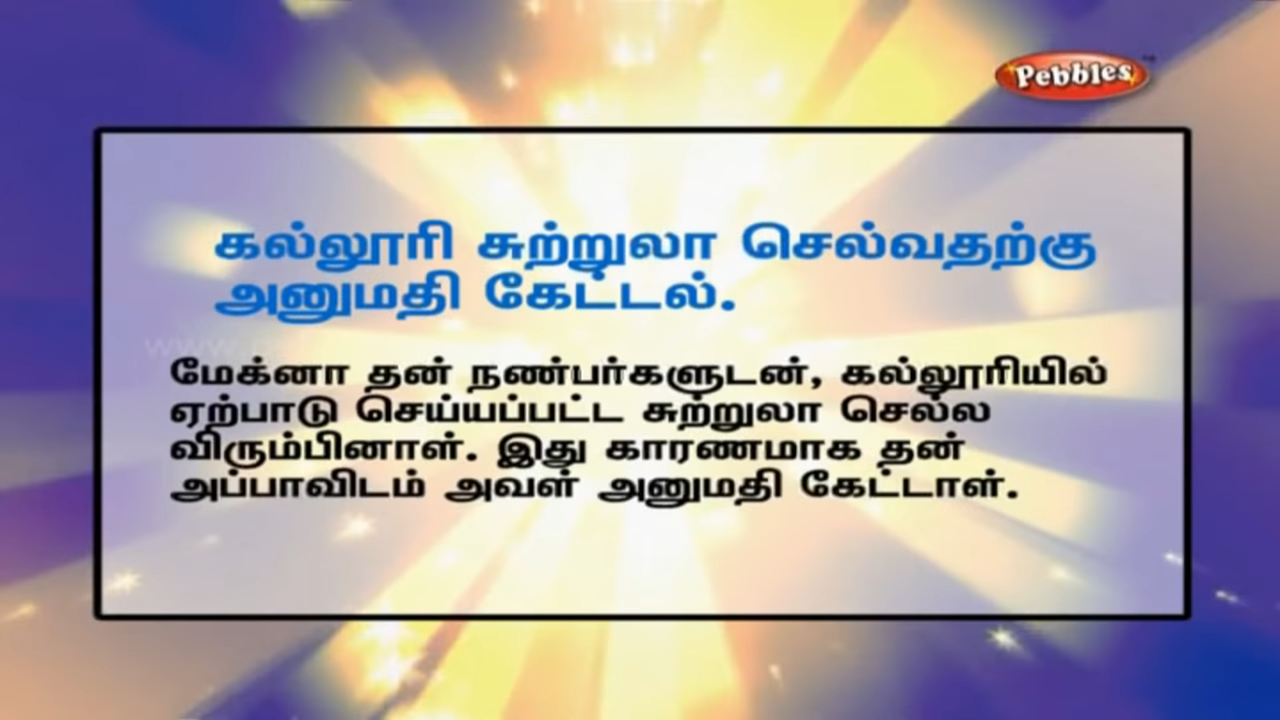 Pebbles
கல்லூரி சுற்றுலா செல்வதற்கு
அனுமதி கேட்டல்.
மேக்னா தன் நண்பர்களுடன், கல்லூரியில்
ஏற்பாடு செய்யப்பட்ட சுற்றுலா செல்ல
விரும்பினாள். இது காரணமாக தன்
அப்பாவிடம் அவள் அனுமதி கேட்டாள்.